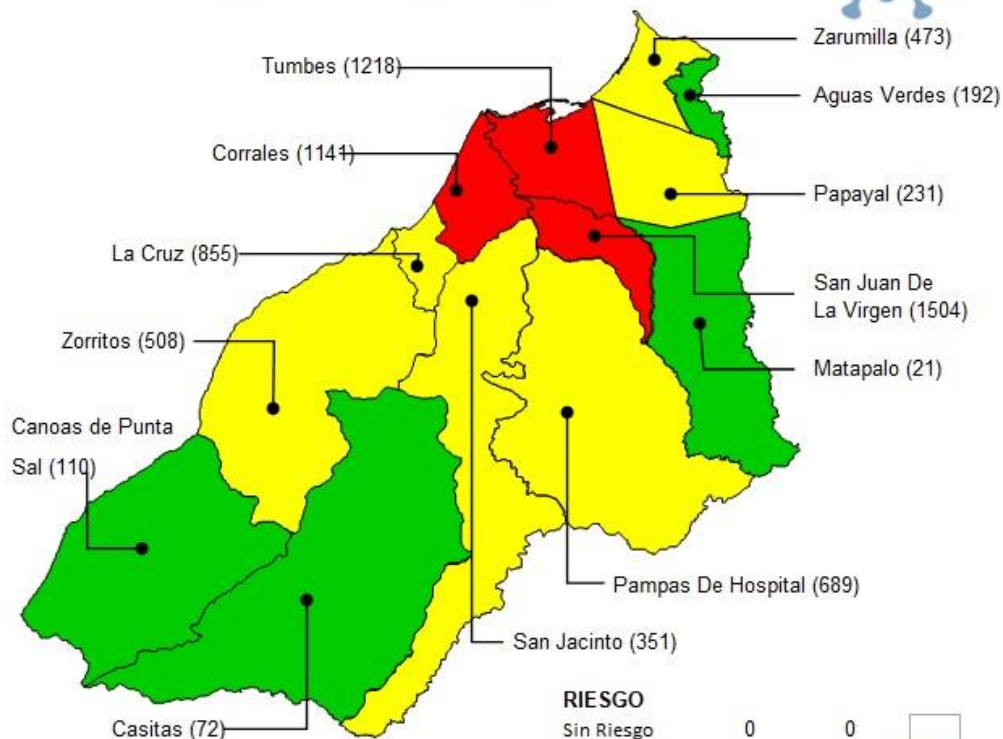 Zarumilla (473)
Tumbes (1218)
Aguas Verdes (192)
Corrales (1141)
Papayal (231)
La Cruz (855)
San Juan De
La Virgen (1504)
Zorritos (508)
Matapalo (21)
Canoas de Punta
Sal (110)
Pampas De Hospital (689)
San Jacinto (351)
Casitas (72)
RIESGO
Sin Riesgo 0 0